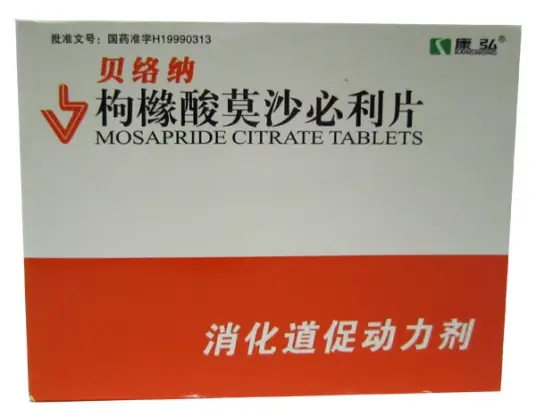 批准文号：国药准字H19990313
康弘®
KANGHONG
贝络纳
枸橼酸莫沙必利片
MOSAPRIDE CITRATE TABLETS
消化道促动力剂